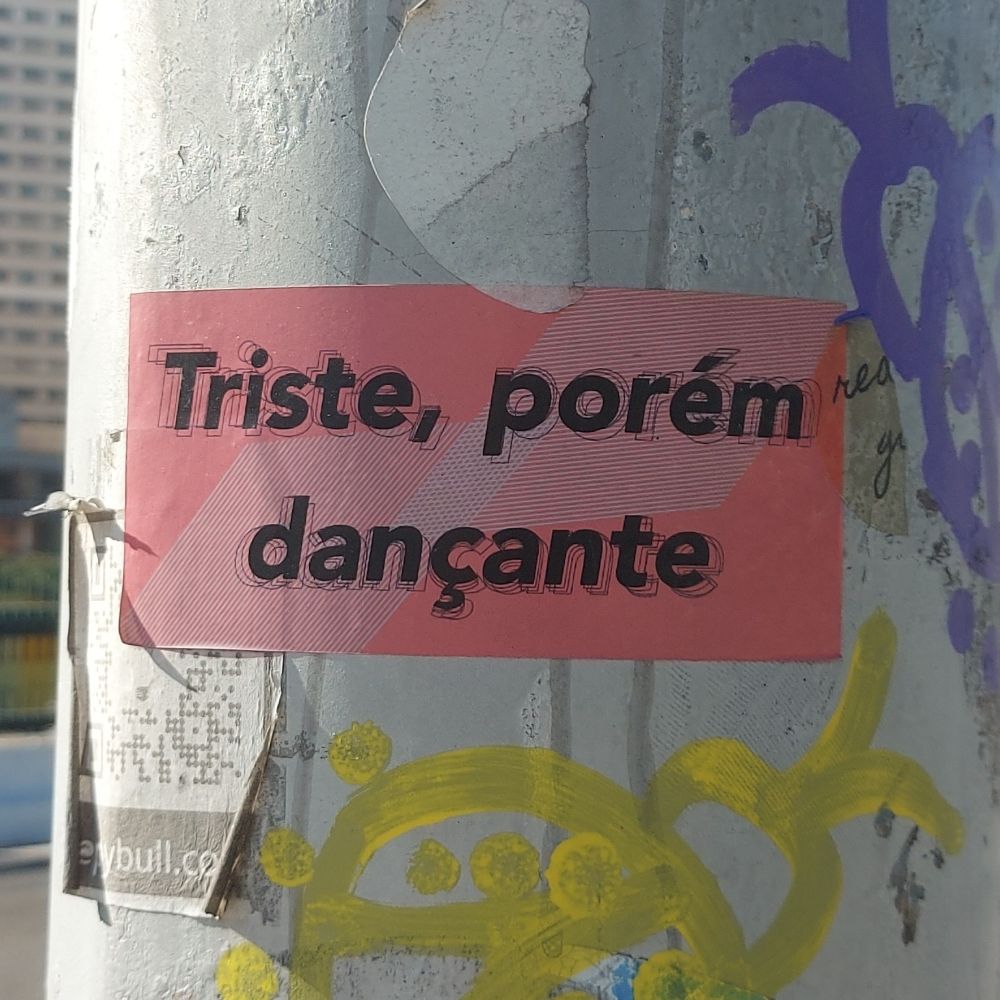 Triste, porém
dançante